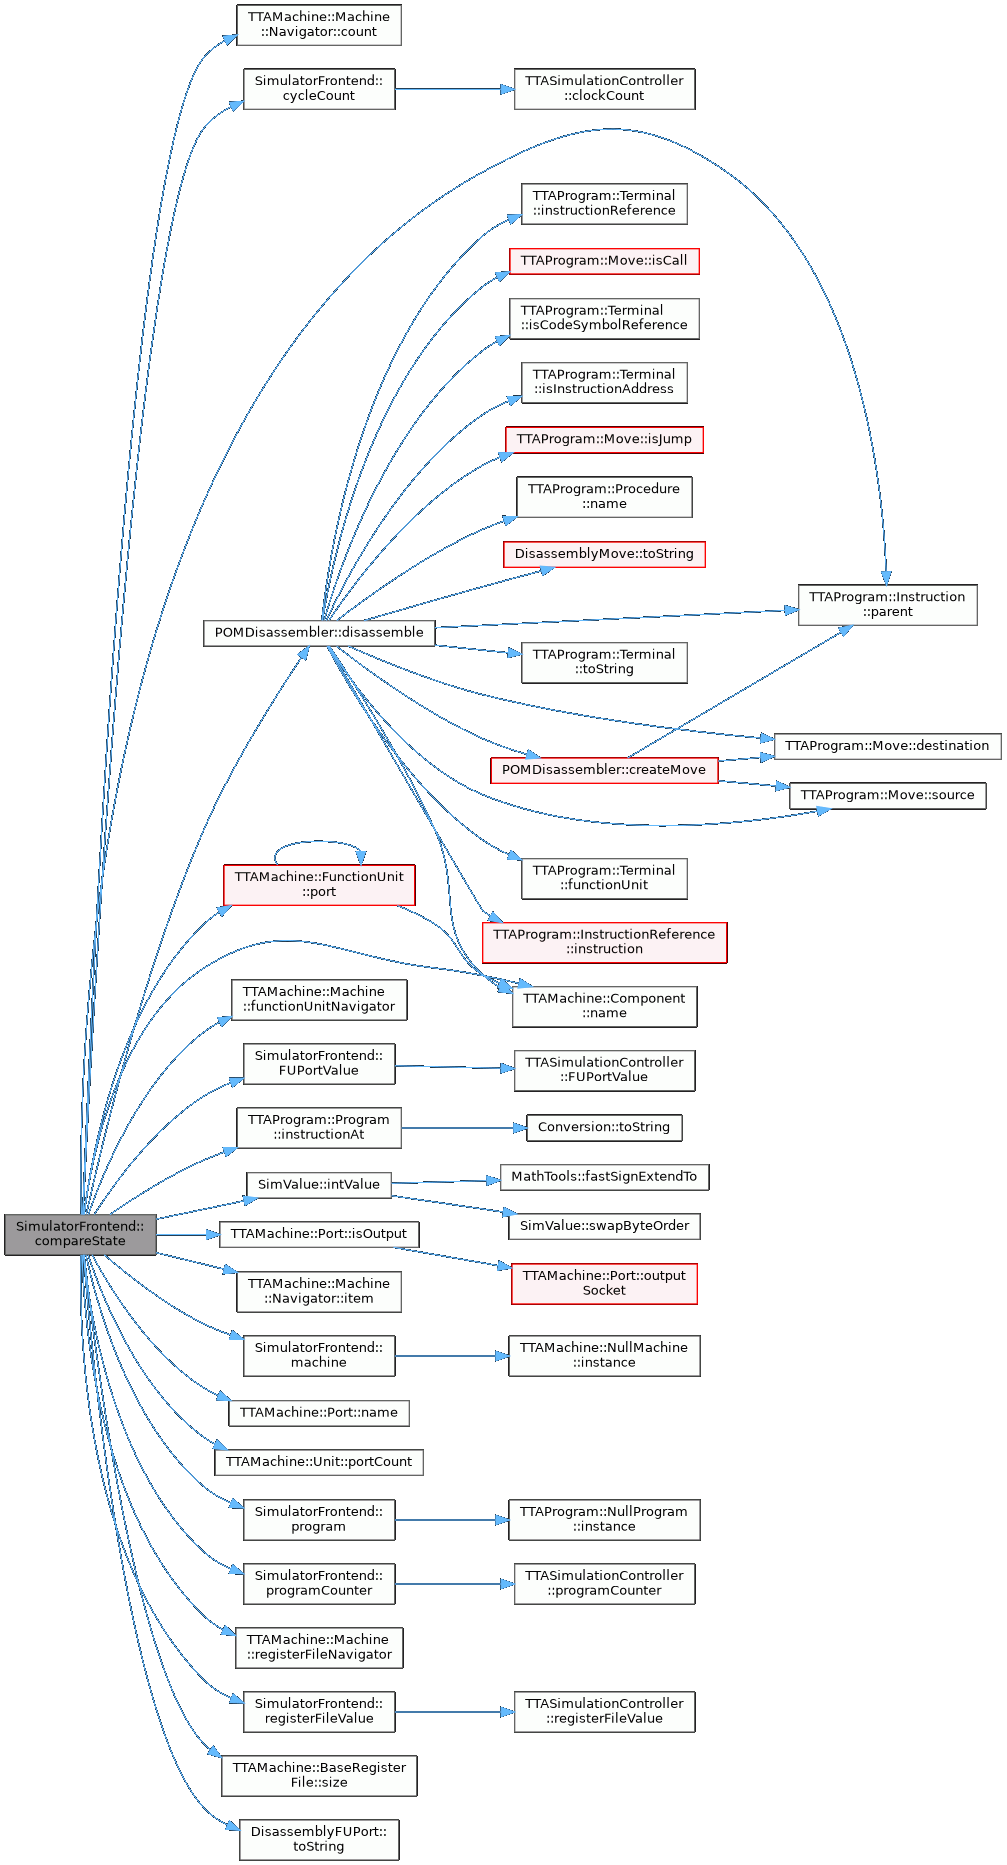 TTAMachine::Machine
::Navigator::count
SimulatorFrontend::
cycleCount
TTASimulationController
::clockCount
TTAProgram::Terminal
::instructionReference
TTAProgram::Move::isCall
TTAProgram::Terminal
::isCodeSymbolReference
TTAProgram::Terminal
::isInstructionAddress
TTAProgram::Move::isJump
TTAProgram::Procedure
::name
DisassemblyMove::toString
TTAProgram::Instruction
::parent
POMDisassembler::disassemble
TTAProgram::Terminal
::toString
TTAProgram::Move::destination
POMDisassembler::createMove
TTAProgram::Move::source
TTAProgram::Terminal
::functionUnit
TTAMachine::FunctionUnit
::port
TTAProgram::InstructionReference
::instruction
TTAMachine::Machine
::functionUnitNavigator
TTAMachine::Component
::name
SimulatorFrontend::
FUPortValue
TTASimulationController
::FUPortValue
TTAProgram::Program
::instructionAt
Conversion::toString
SimValue::intValue
MathTools::fastSignExtendTo
SimValue::swapByteOrder
SimulatorFrontend::
compareState
TTAMachine::Port::isOutput
TTAMachine::Machine
::Navigator::item
TTAMachine::Port::output
Socket
SimulatorFrontend::
machine
TTAMachine::NullMachine
::instance
TTAMachine::Port::name
TTAMachine::Unit::portCount
SimulatorFrontend::
program
TTAProgram::NullProgram
::instance
SimulatorFrontend::
programCounter
TTASimulationController
::programCounter
TTAMachine::Machine
::registerFileNavigator
SimulatorFrontend::
registerFileValue
TTASimulationController
::registerFileValue
TTAMachine::BaseRegister
File::size
DisassemblyFUPort::
toString